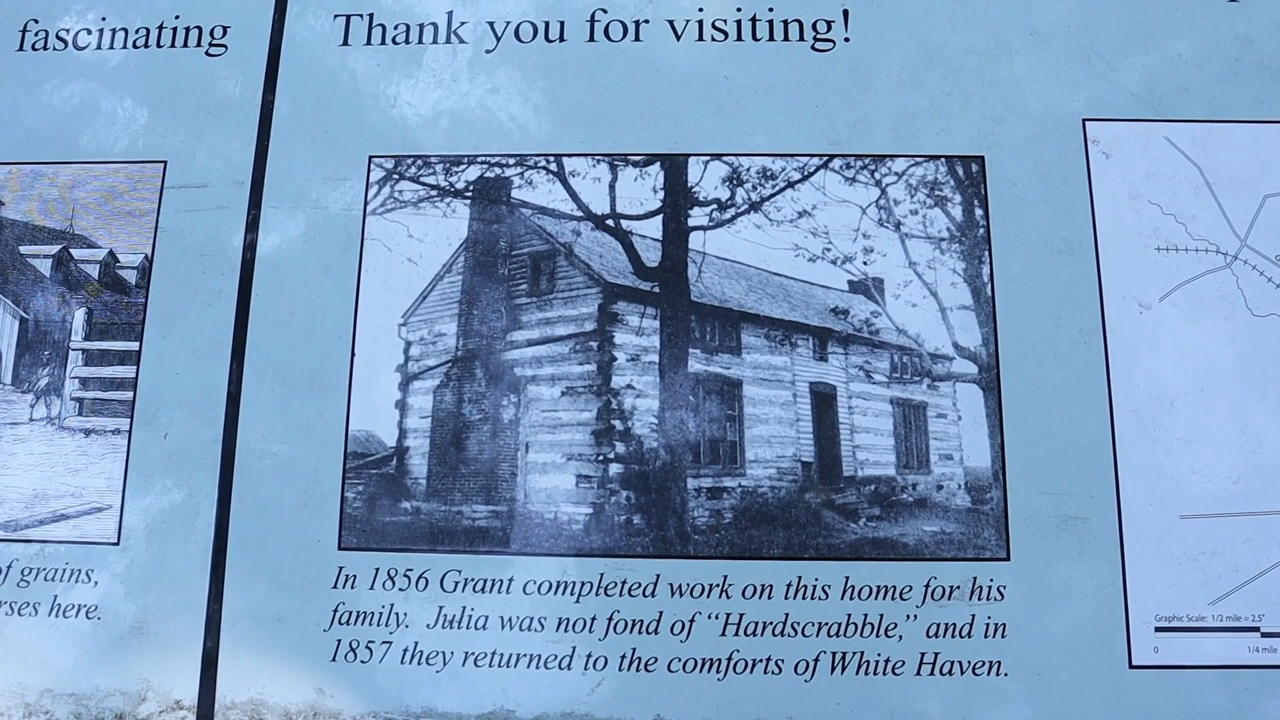 fascinating
Thank you for visiting!
of grains,
rses here.
In 1856 Grant completed work on this home for his
family. Julia was not fond of “Hardscrabble,” and in
1857 they returned to the comforts of White Haven.
Graphic Scale: 1/2 mile = 2.5"
0 1/4 mile